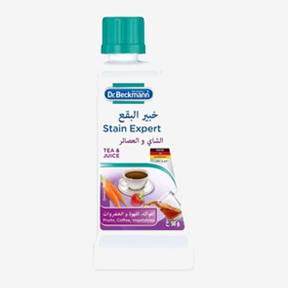 Dr.Beckmann
خبير البقع
Stain Expert
الشاي و العصائر
TEA &
JUICE
الفواكه، القهوة و الخضروات
Fruits, Coffee, Vegetables